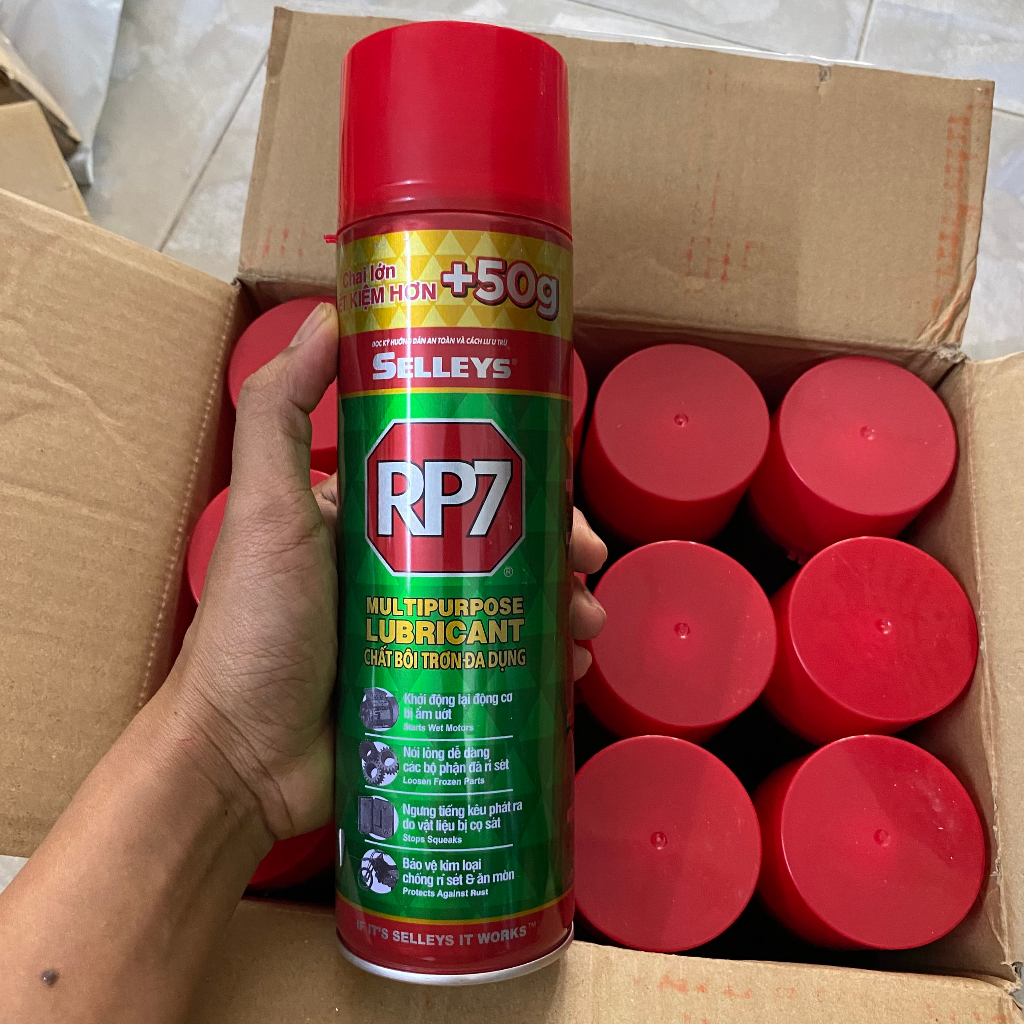 Chai lớn
KIỆM HƠN +50g
ĐỌC KỸ HƯỚNG DẪN AN TOÀN VÀ CÁCH LƯU TRỮ
SELLEYS®
RP7
®
MULTIPURPOSE
LUBRICANT
CHẤT BÔI TRƠN ĐA DỤNG
Khởi động lại động cơ
bị ẩm ướt
Starts Wet Motors
Nới lỏng dễ dàng
các bộ phận đã rỉ sét
Loosen Frozen Parts
Ngưng tiếng kêu phát ra
do vật liệu bị cọ sát
Stops Squeaks
Bảo vệ kim loại
chống rỉ sét & ăn mòn
Protects Against Rust
IF IT'S SELLEYS IT WORKS™